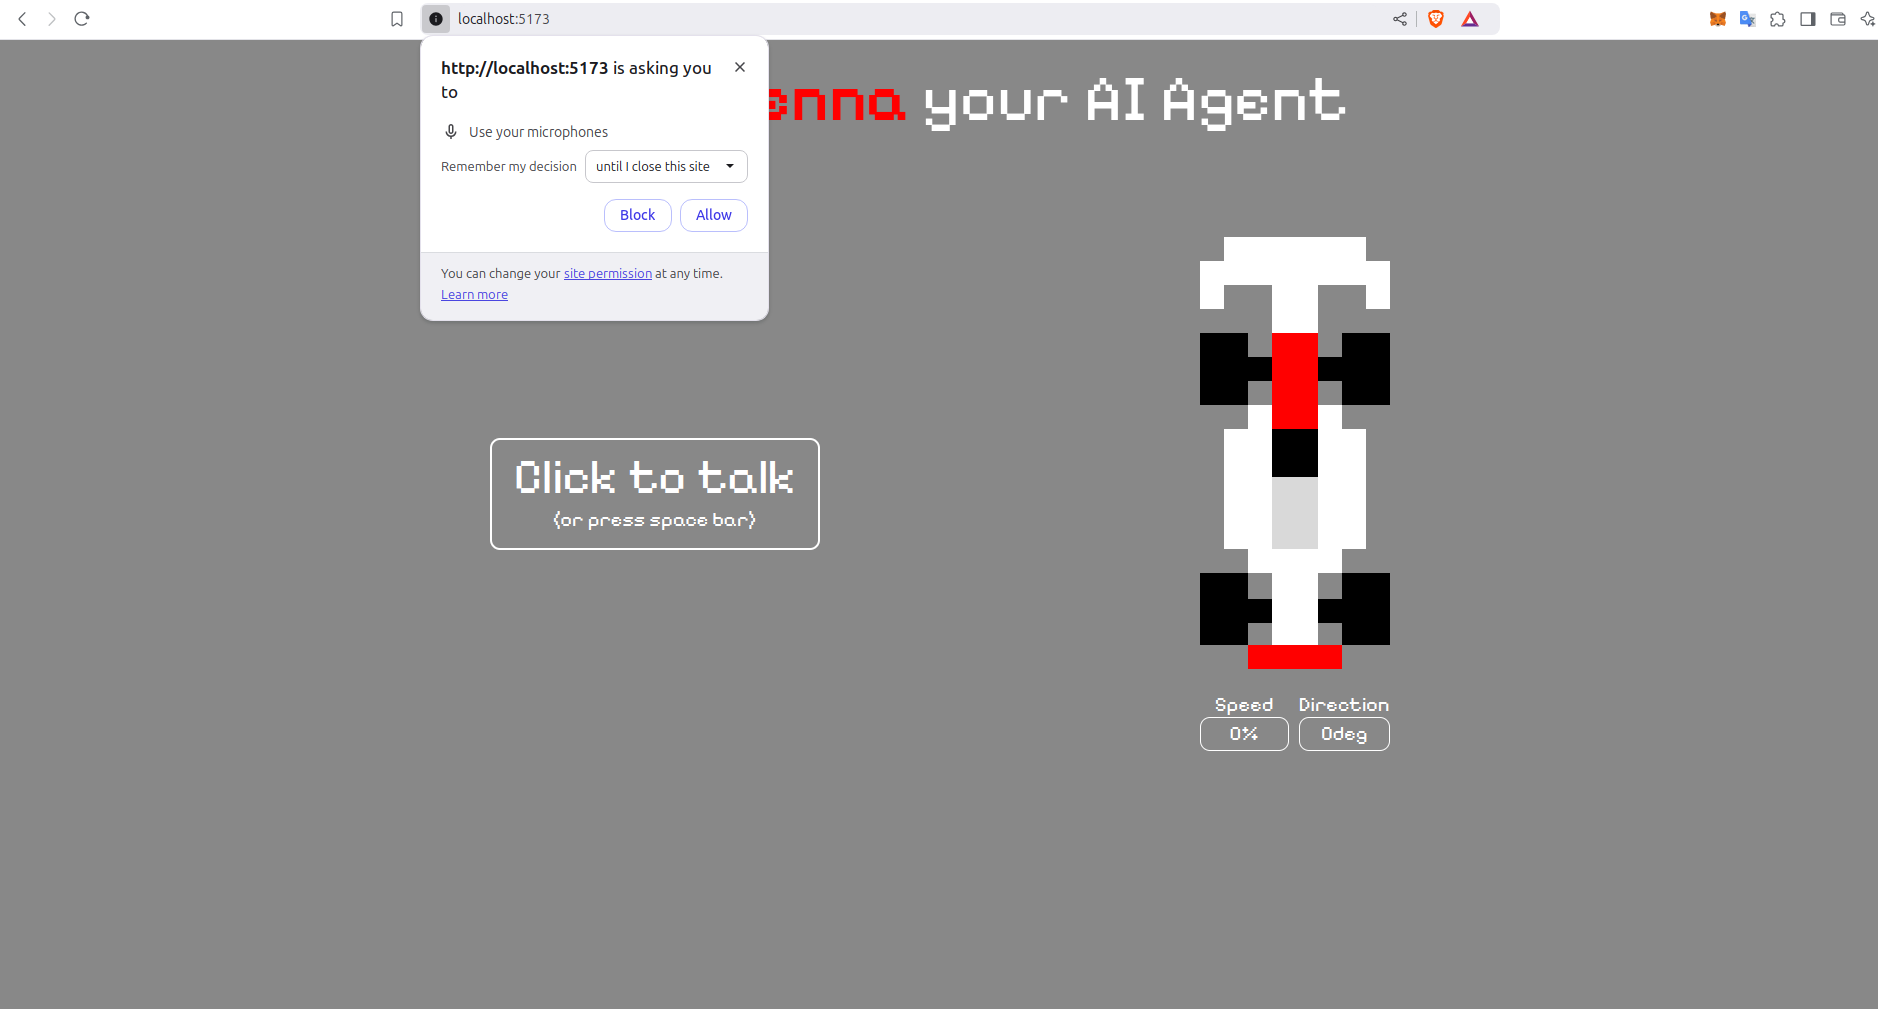 localhost:5173
http://localhost:5173 is asking you
to
Use your microphones
Remember my decision until I close this site
Block Allow
You can change your site permission at any time.
Learn more
enna your AI Agent
Click to talk
(or press space bar)
Speed Direction
0% 0deg